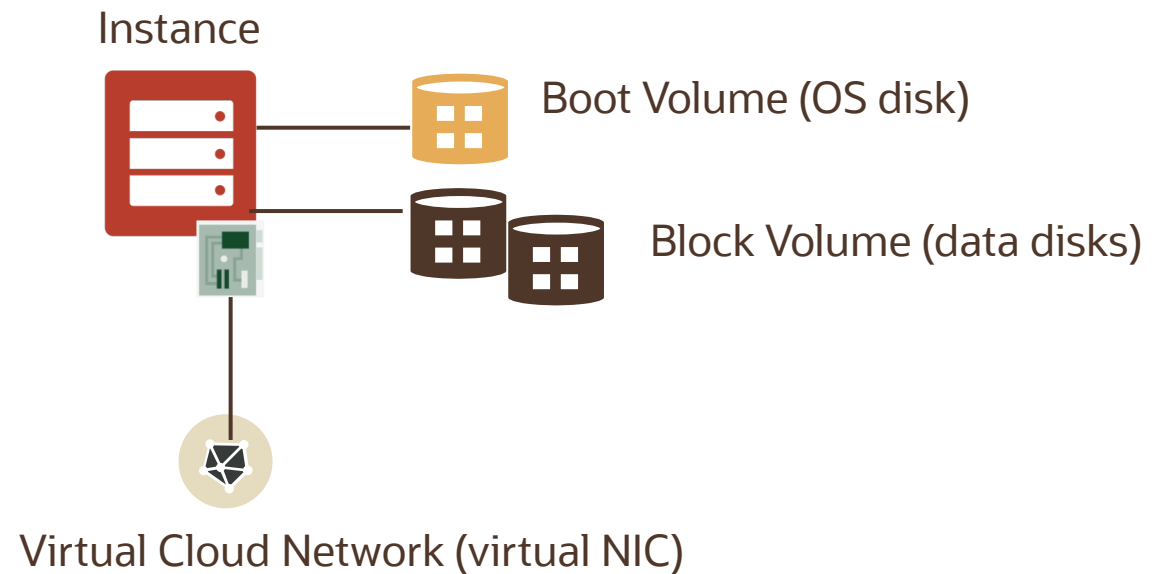 Instance
Boot Volume (OS disk)
Block Volume (data disks)
Virtual Cloud Network (virtual NIC)